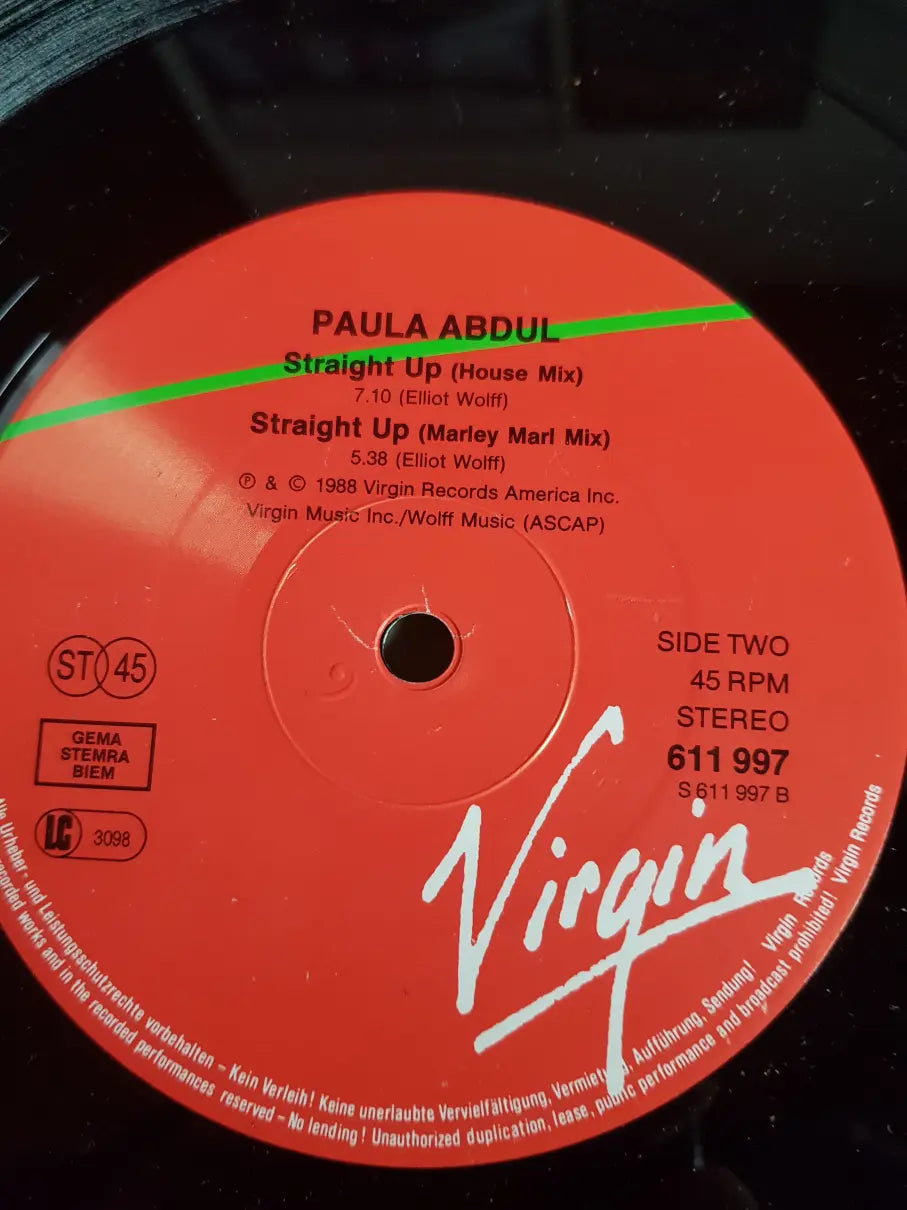 PAULA ABDUL
Straight Up (House Mix)
7.10 (Elliot Wolff)
Straight Up (Marley Marl Mix)
5.38 (Elliot Wolff)
℗ & © 1988 Virgin Records America Inc.
Virgin Music Inc./Wolff Music (ASCAP)
ST 45
GEMA
STEMRA
BIEM
LC 3098
SIDE TWO
45 RPM
STEREO
611 997
S 611 997 B
Virgin
Urheber- und Leistungsschutzrechte vorbehalten – Kein Verleih! Keine unerlaubte Vervielfältigung, Vermietung, Aufführung, Sendung! Virgin Records
recorded works and in the recorded performances reserved – No lending! Unauthorized duplication, lease, public performance and broadcast prohibited! Virgin Records